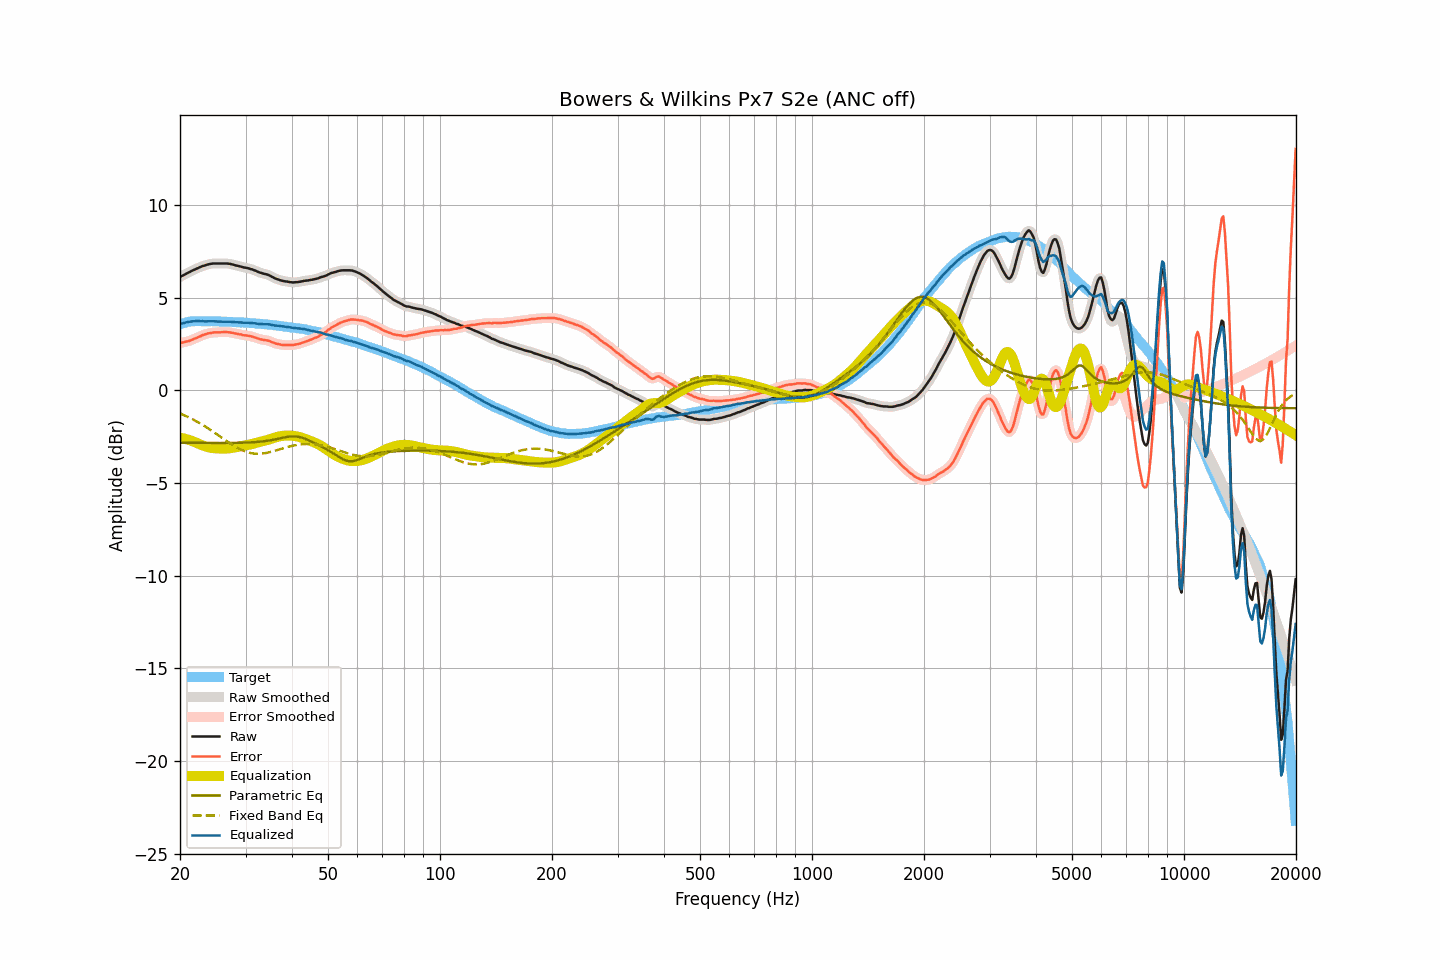 Bowers & Wilkins Px7 S2e (ANC off)
Amplitude (dBr)
10
5
0
−5
−10
−15
−20
−25
Target
Raw Smoothed
Error Smoothed
Raw
Error
Equalization
Parametric Eq
Fixed Band Eq
Equalized
20 50 100 200 500 1000 2000 5000 10000 20000
Frequency (Hz)